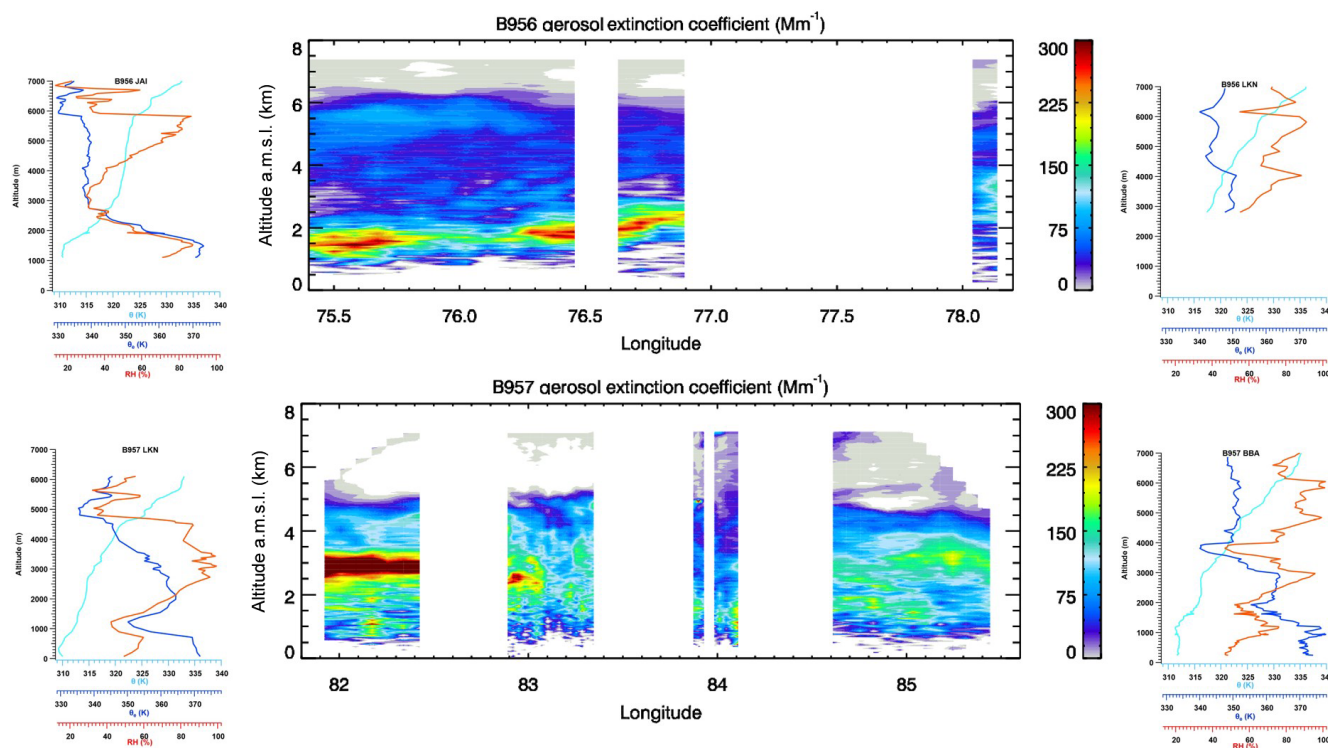 B956 aerosol extinction coefficient (Mm⁻¹)
B956 JAI
7000
6000
5000
4000
3000
2000
1000
0
Altitude (m)
310 315 320 325 330 335 340
θ (K)
330 340 350 360 370
θe (K)
20 40 60 80 100
RH (%)
8
6
4
2
0
Altitude a.m.s.l. (km)
75.5 76.0 76.5 77.0 77.5 78.0
Longitude
300
225
150
75
0
B956 LKN
7000
6000
5000
4000
3000
2000
1000
0
Altitude (m)
310 315 320 325 330 335 340
θ (K)
330 340 350 360 370
θe (K)
20 40 60 80 100
RH (%)
B957 aerosol extinction coefficient (Mm⁻¹)
B957 LKN
7000
6000
5000
4000
3000
2000
1000
0
Altitude (m)
310 315 320 325 330 335 340
θ (K)
330 340 350 360 370
θe (K)
20 40 60 80 100
RH (%)
8
6
4
2
0
Altitude a.m.s.l. (km)
82 83 84 85
Longitude
300
225
150
75
0
B957 BBA
7000
6000
5000
4000
3000
2000
1000
0
Altitude (m)
310 315 320 325 330 335 340
θ (K)
330 340 350 360 370
θe (K)
20 40 60 80 100
RH (%)